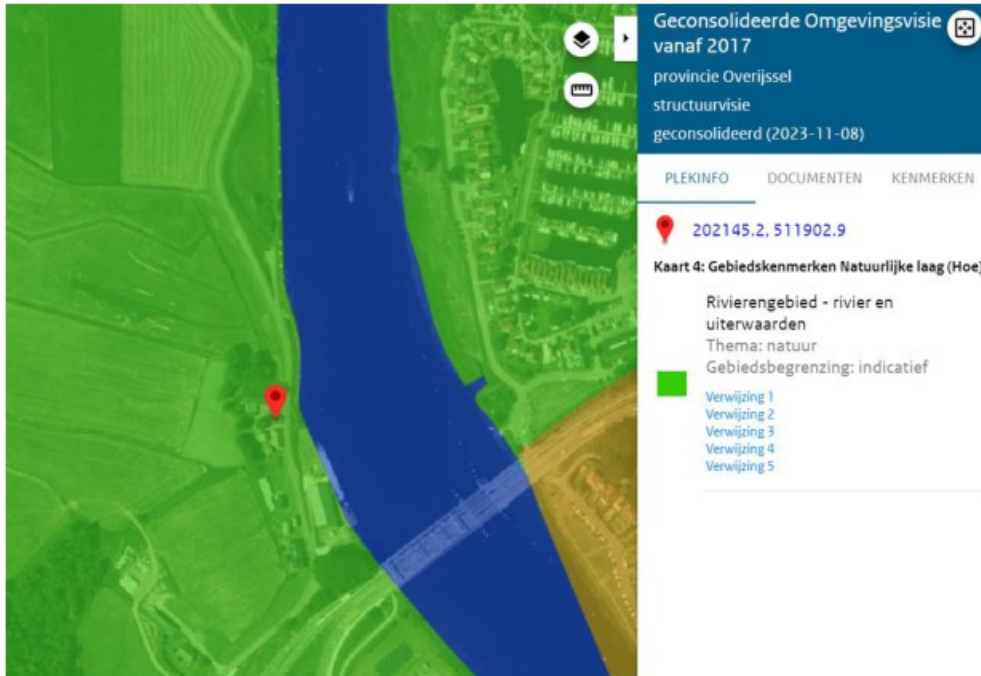 Geconsolideerde Omgevingsvisie
vanaf 2017
provincie Overijssel
structuurvisie
geconsolideerd (2023-11-08)
PLEKINFO DOCUMENTEN KENMERKEN
202145.2, 511902.9
Kaart 4: Gebiedskenmerken Natuurlijke laag (Hoe)
Rivierengebied - rivier en
uiterwaarden
Thema: natuur
Gebiedsbegrenzing: indicatief
Verwijzing 1
Verwijzing 2
Verwijzing 3
Verwijzing 4
Verwijzing 5